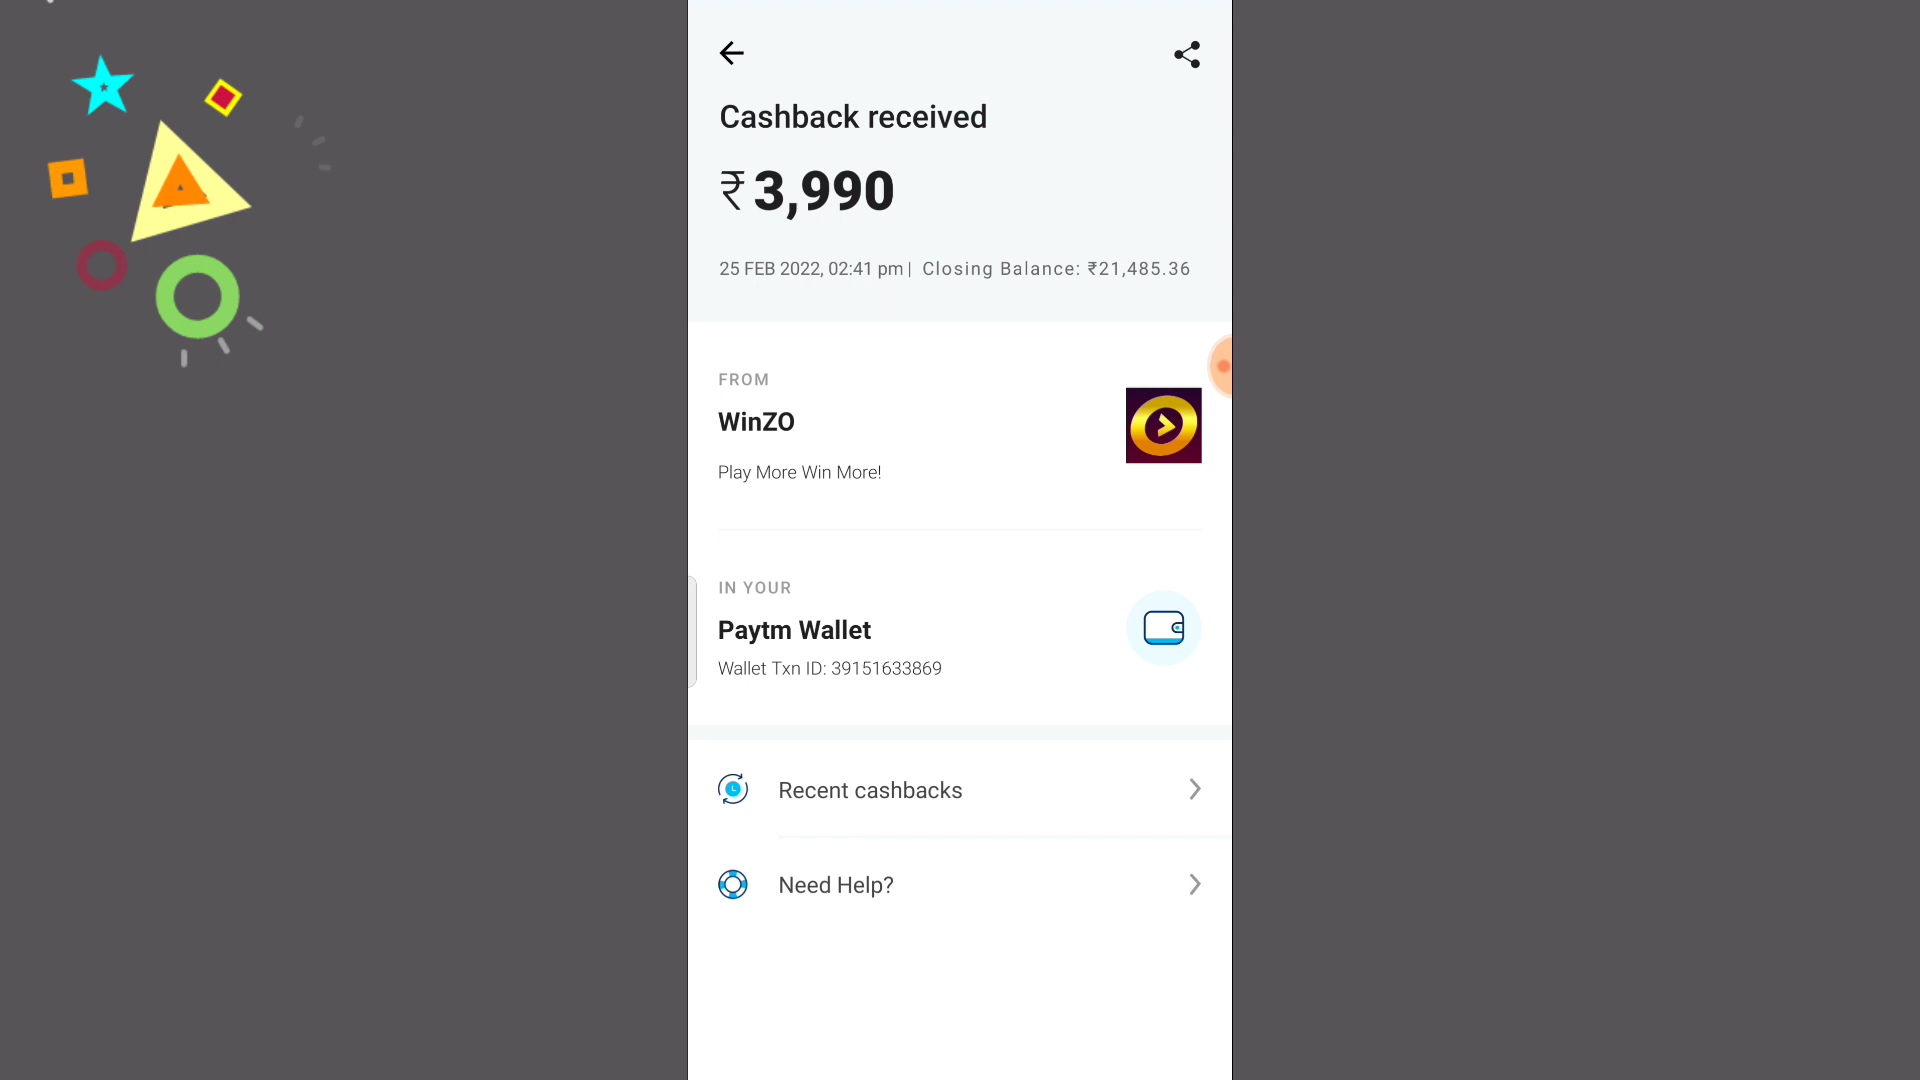 Cashback received
₹3,990
25 FEB 2022, 02:41 pm | Closing Balance: ₹21,485.36
FROM
WinZO
Play More Win More!
IN YOUR
Paytm Wallet
Wallet Txn ID: 39151633869
Recent cashbacks
Need Help?